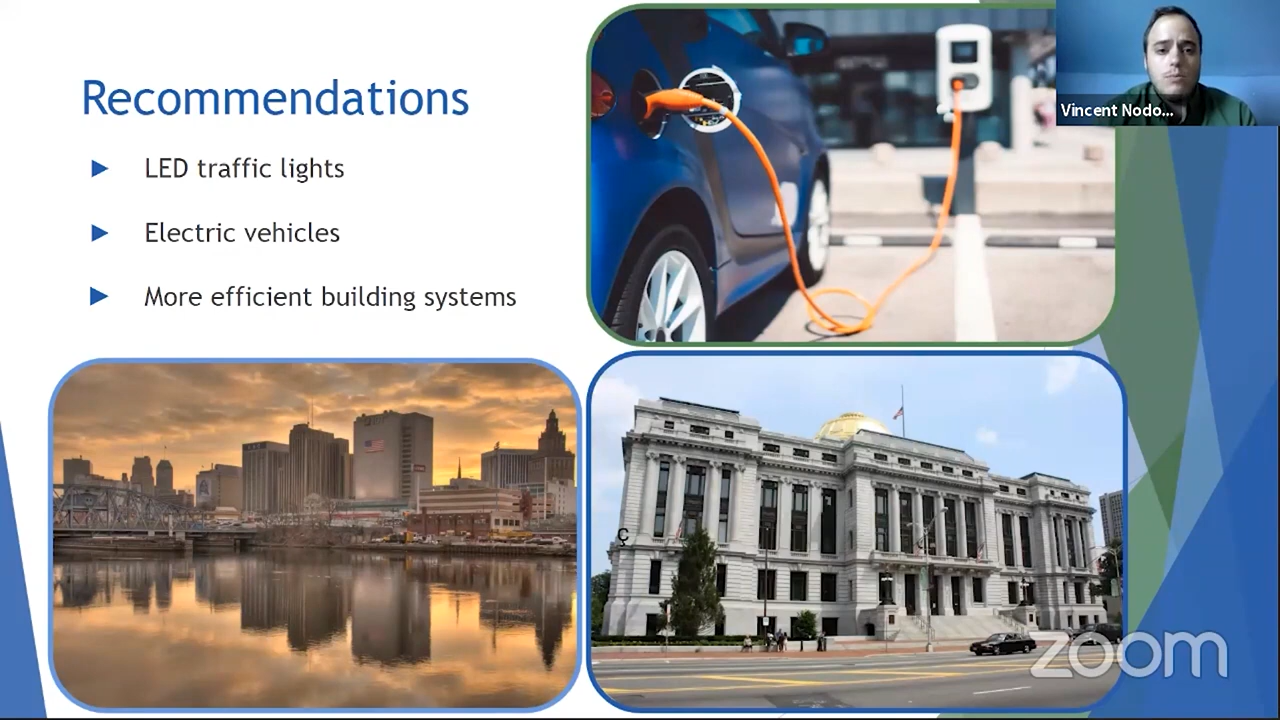 Recommendations
LED traffic lights
Electric vehicles
More efficient building systems
Vincent Nodo...
zoom